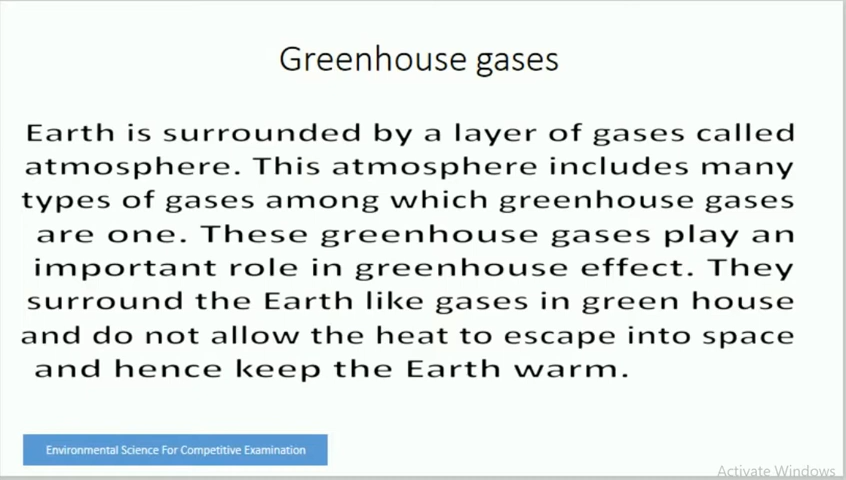 Greenhouse gases
Earth is surrounded by a layer of gases called
atmosphere. This atmosphere includes many
types of gases among which greenhouse gases
are one. These greenhouse gases play an
important role in greenhouse effect. They
surround the Earth like gases in green house
and do not allow the heat to escape into space
and hence keep the Earth warm.
Environmental Science For Competitive Examination
Activate Windows